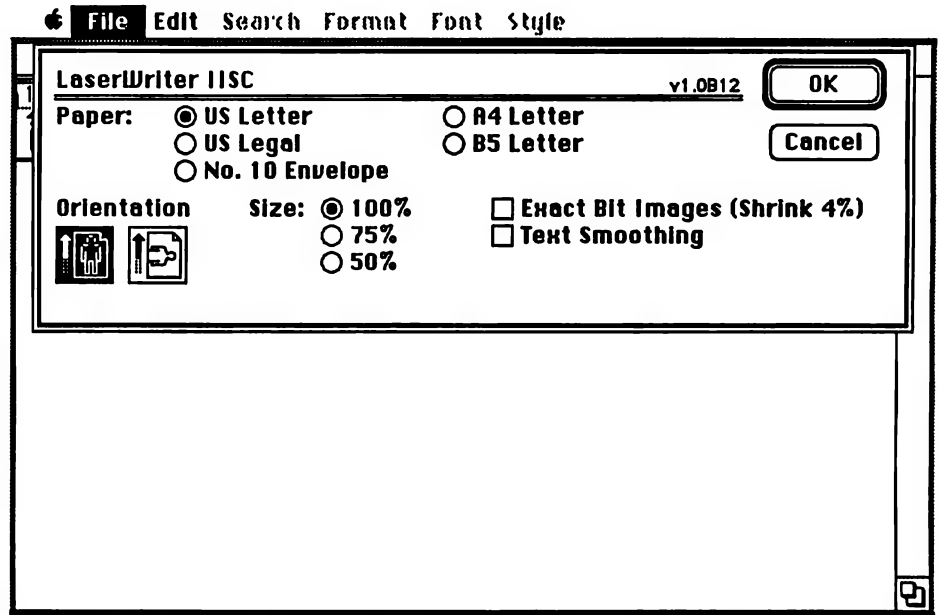 File Edit Search Format Font Style
LaserWriter IISC v1.0B12 OK
Paper: US Letter A4 Letter
US Legal B5 Letter Cancel
No. 10 Envelope
Orientation Size: 100% Exact Bit Images (Shrink 4%)
75% Text Smoothing
50%